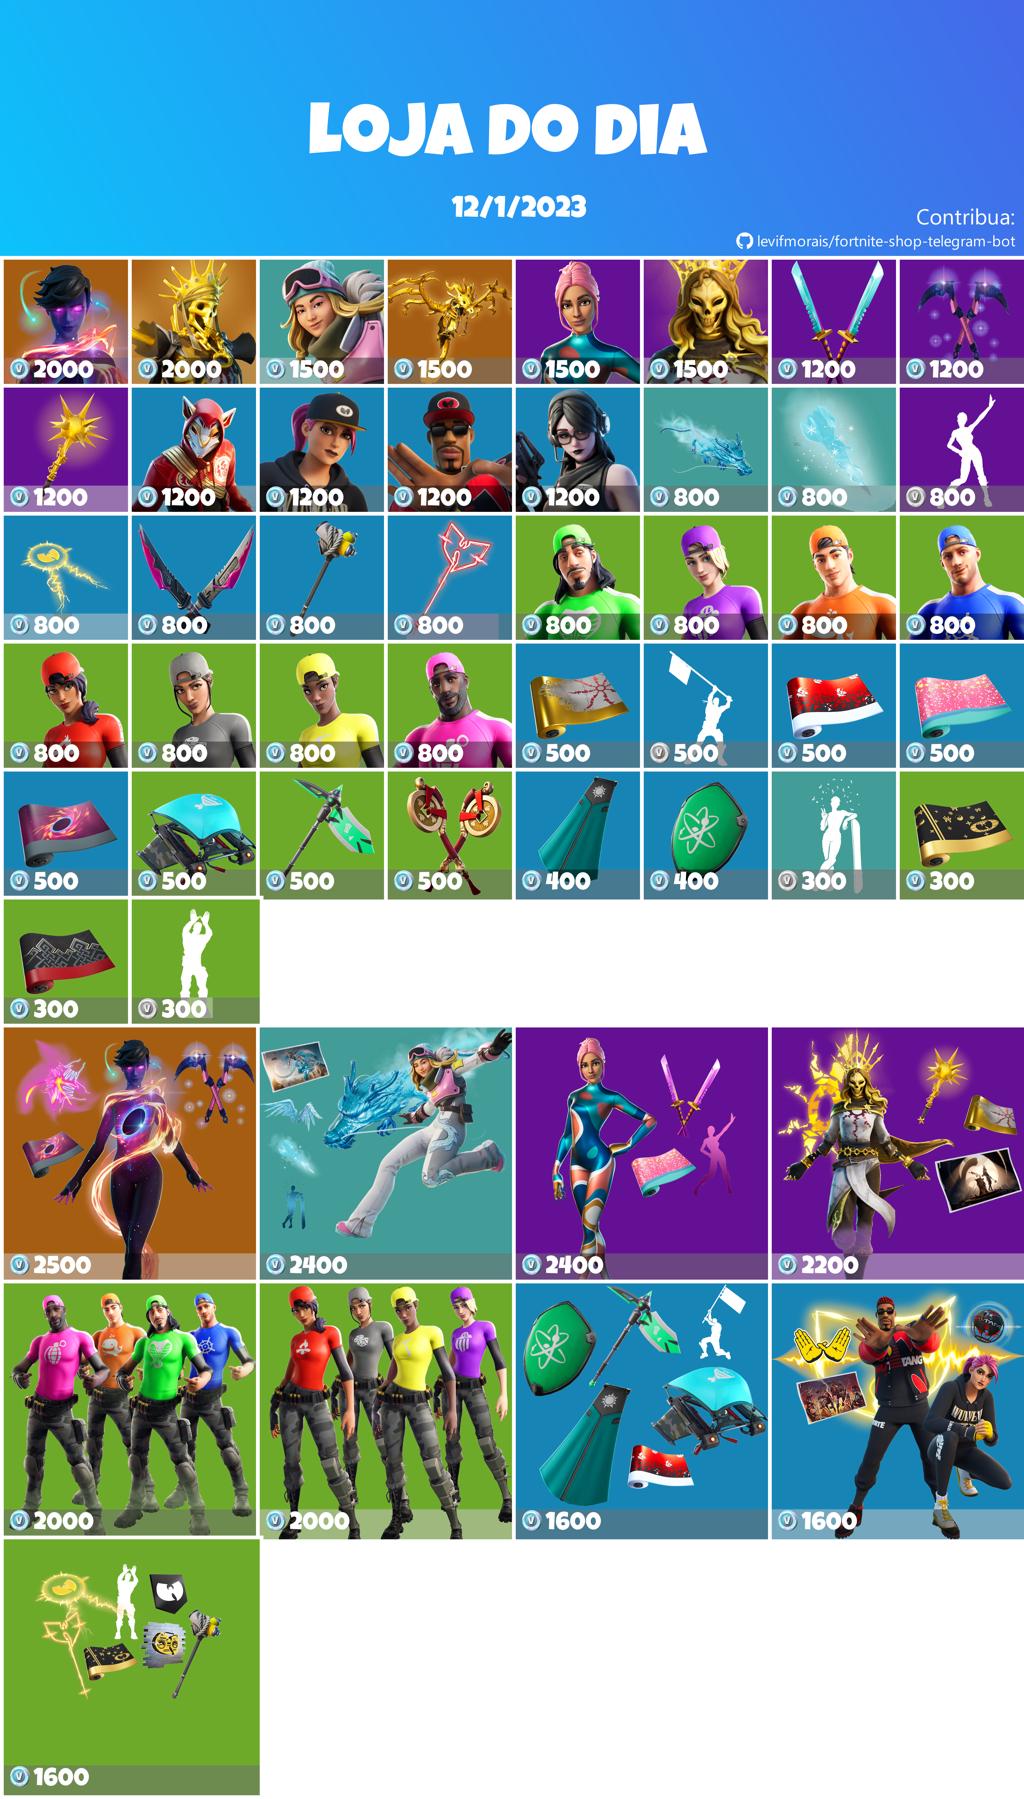 LOJA DO DIA
12/1/2023
Contribua:
levifmorais/fortnite-shop-telegram-bot
2000 2000 1500 1500 1500 1500 1200 1200
1200 1200 1200 1200 1200 800 800 800
800 800 800 800 800 800 800 800
800 800 800 800 500 500 500 500
500 500 500 500 400 400 300 300
300 300
2500 2400 2400 2200
2000 2000 1600 1600
1600